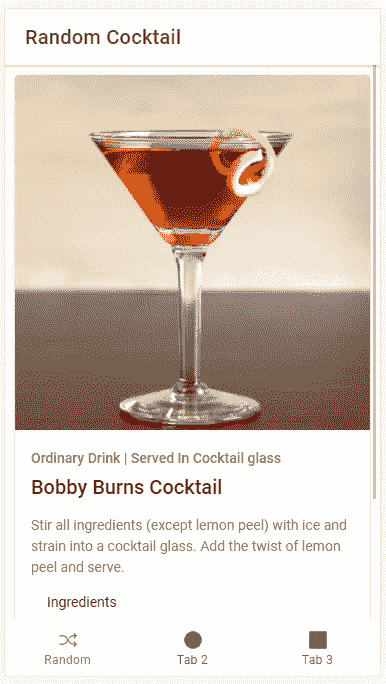 Random Cocktail
Ordinary Drink | Served In Cocktail glass
Bobby Burns Cocktail
Stir all ingredients (except lemon peel) with ice and
strain into a cocktail glass. Add the twist of lemon
peel and serve.
Ingredients
Random
Tab 2
Tab 3